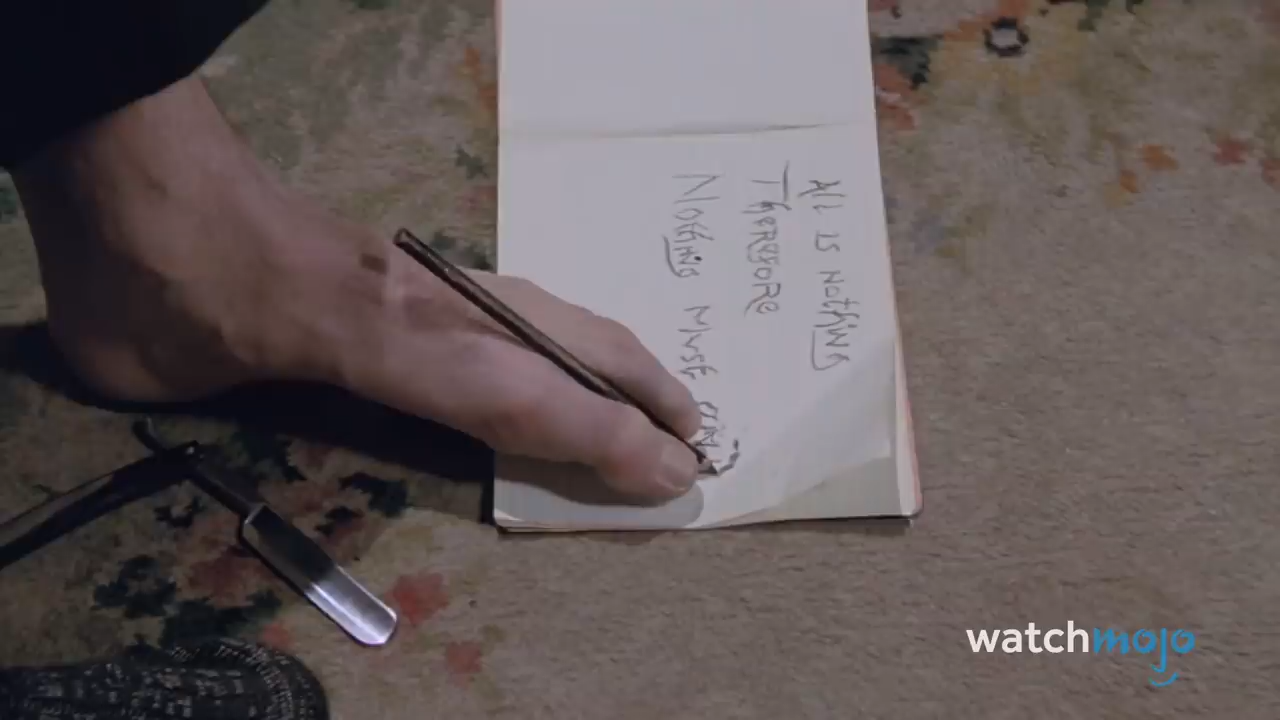 All is nothing
Therefore
Nothing must
watchmojo